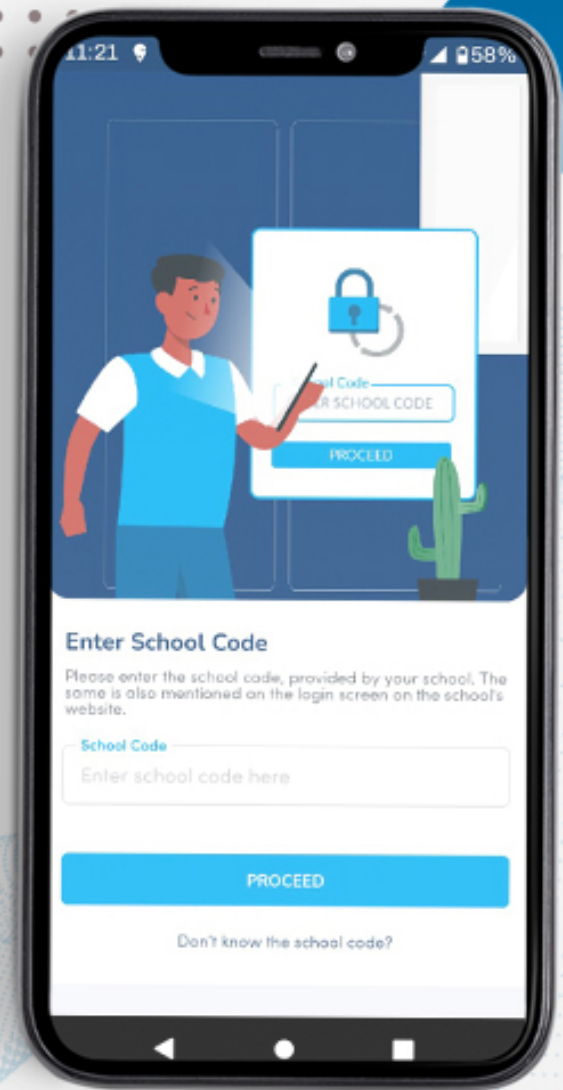 11:21
58%
ool Code
ER SCHOOL CODE
PROCEED
Enter School Code
Please enter the school code, provided by your school. The
same is also mentioned on the login screen on the school's
website.
School Code
Enter school code here
PROCEED
Don't know the school code?